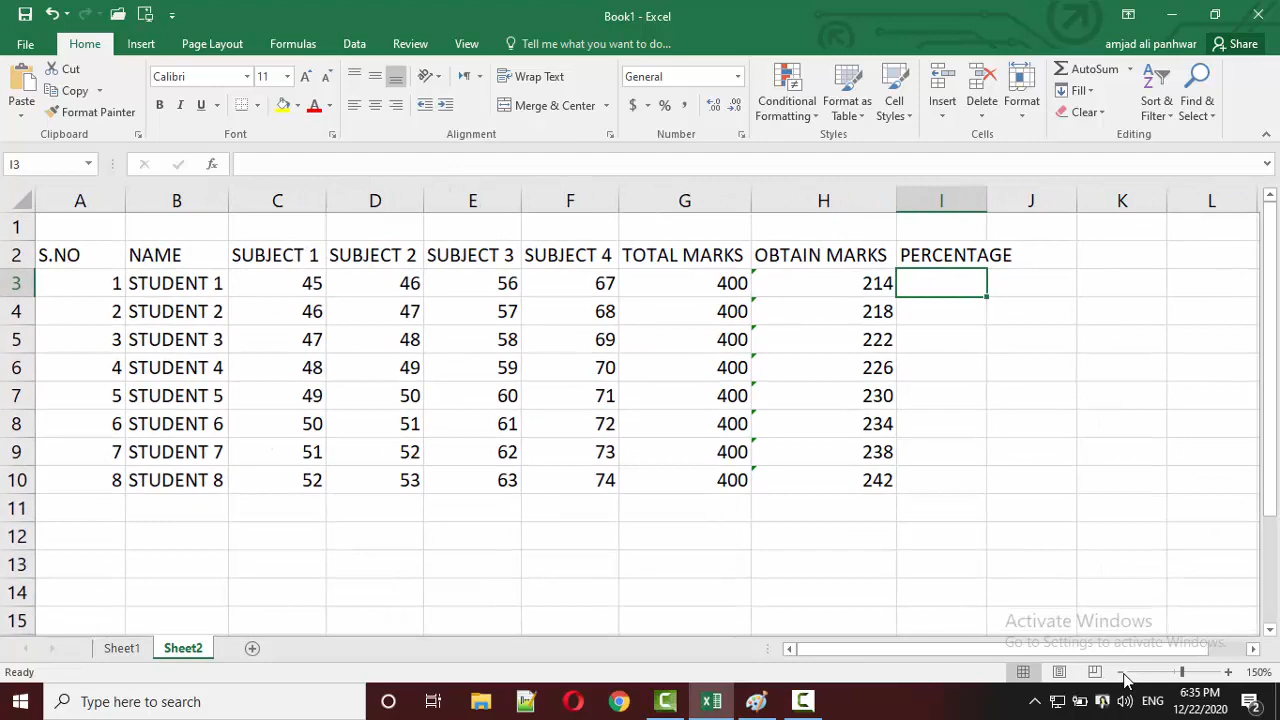 Book1 - Excel
File Home Insert Page Layout Formulas Data Review View Tell me what you want to do... amjad ali panhwar Share
Paste Cut Copy Format Painter Clipboard
Calibri 11 B I U A Font
Wrap Text Merge & Center Alignment
General $ % , Number
Conditional Formatting Format as Table Cell Styles Styles
Insert Delete Format Cells
AutoSum Fill Clear Sort & Filter Find & Select Editing
I3 fx
A B C D E F G H I J K L
1
2 S.NO NAME SUBJECT 1 SUBJECT 2 SUBJECT 3 SUBJECT 4 TOTAL MARKS OBTAIN MARKS PERCENTAGE
3 1 STUDENT 1 45 46 56 67 400 214
4 2 STUDENT 2 46 47 57 68 400 218
5 3 STUDENT 3 47 48 58 69 400 222
6 4 STUDENT 4 48 49 59 70 400 226
7 5 STUDENT 5 49 50 60 71 400 230
8 6 STUDENT 6 50 51 61 72 400 234
9 7 STUDENT 7 51 52 62 73 400 238
10 8 STUDENT 8 52 53 63 74 400 242
11
12
13
14
15
Activate Windows
Go to Settings to activate Windows.
Sheet1 Sheet2
Ready 150%
Type here to search ENG 6:35 PM
12/22/2020 2